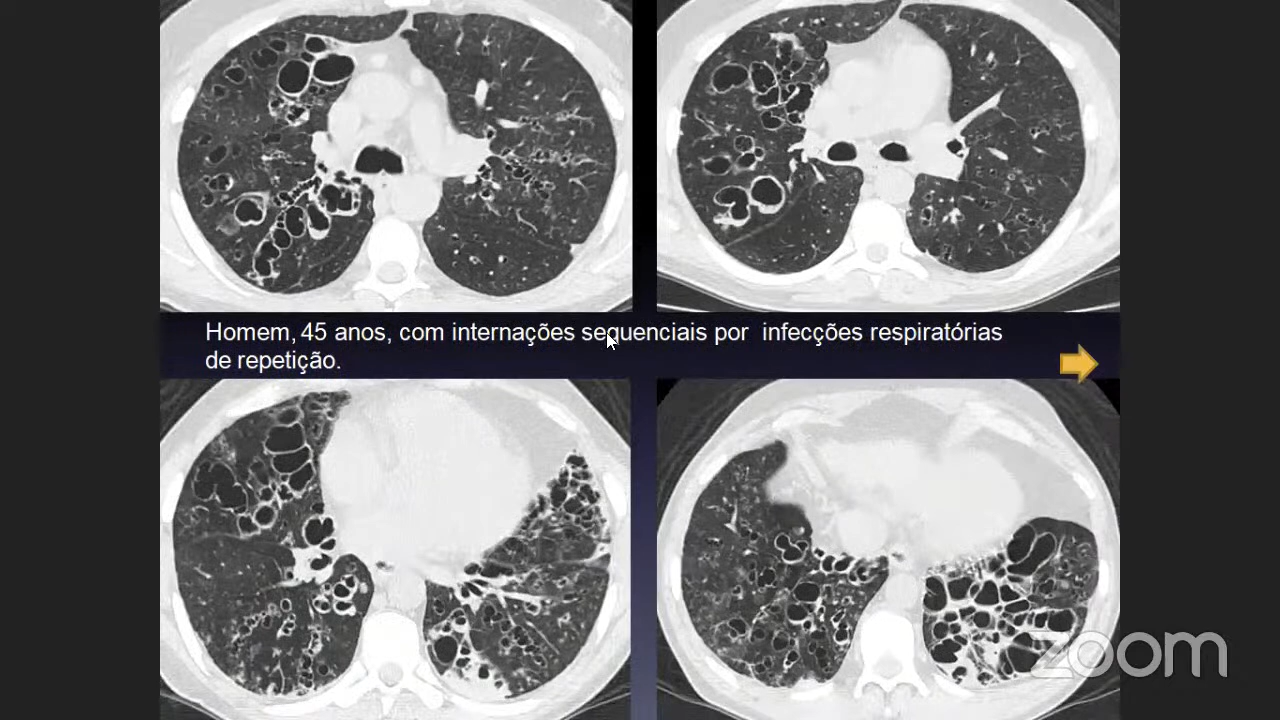 Homem, 45 anos, com internações sequenciais por  infecções respiratórias
de repetição.
zoom